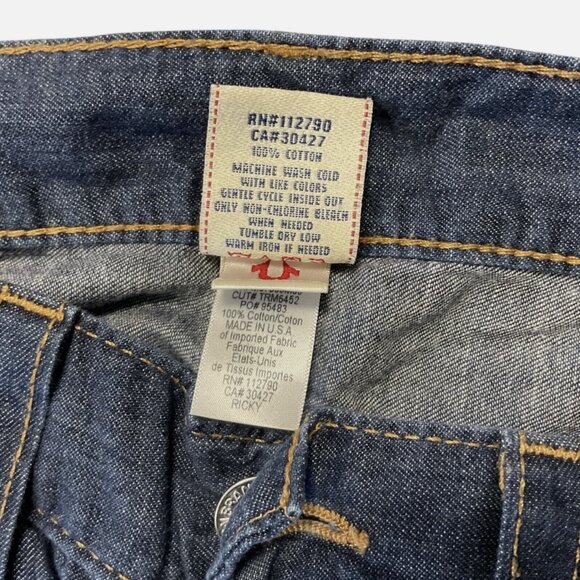 RN#112790
CA#30427
100% COTTON
MACHINE WASH COLD
WITH LIKE COLORS
GENTLE CYCLE INSIDE OUT
ONLY NON-CHLORINE BLEACH
WHEN NEEDED
TUMBLE DRY LOW
WARM IRON IF NEEDED
CUT# TRM6452
PO# 95483
100% Cotton/Coton
MADE IN U.S.A
of Imported Fabric
Fabrique Aux
Etats-Unis
de Tissus Importes
RN# 112790
CA# 30427
RICKY